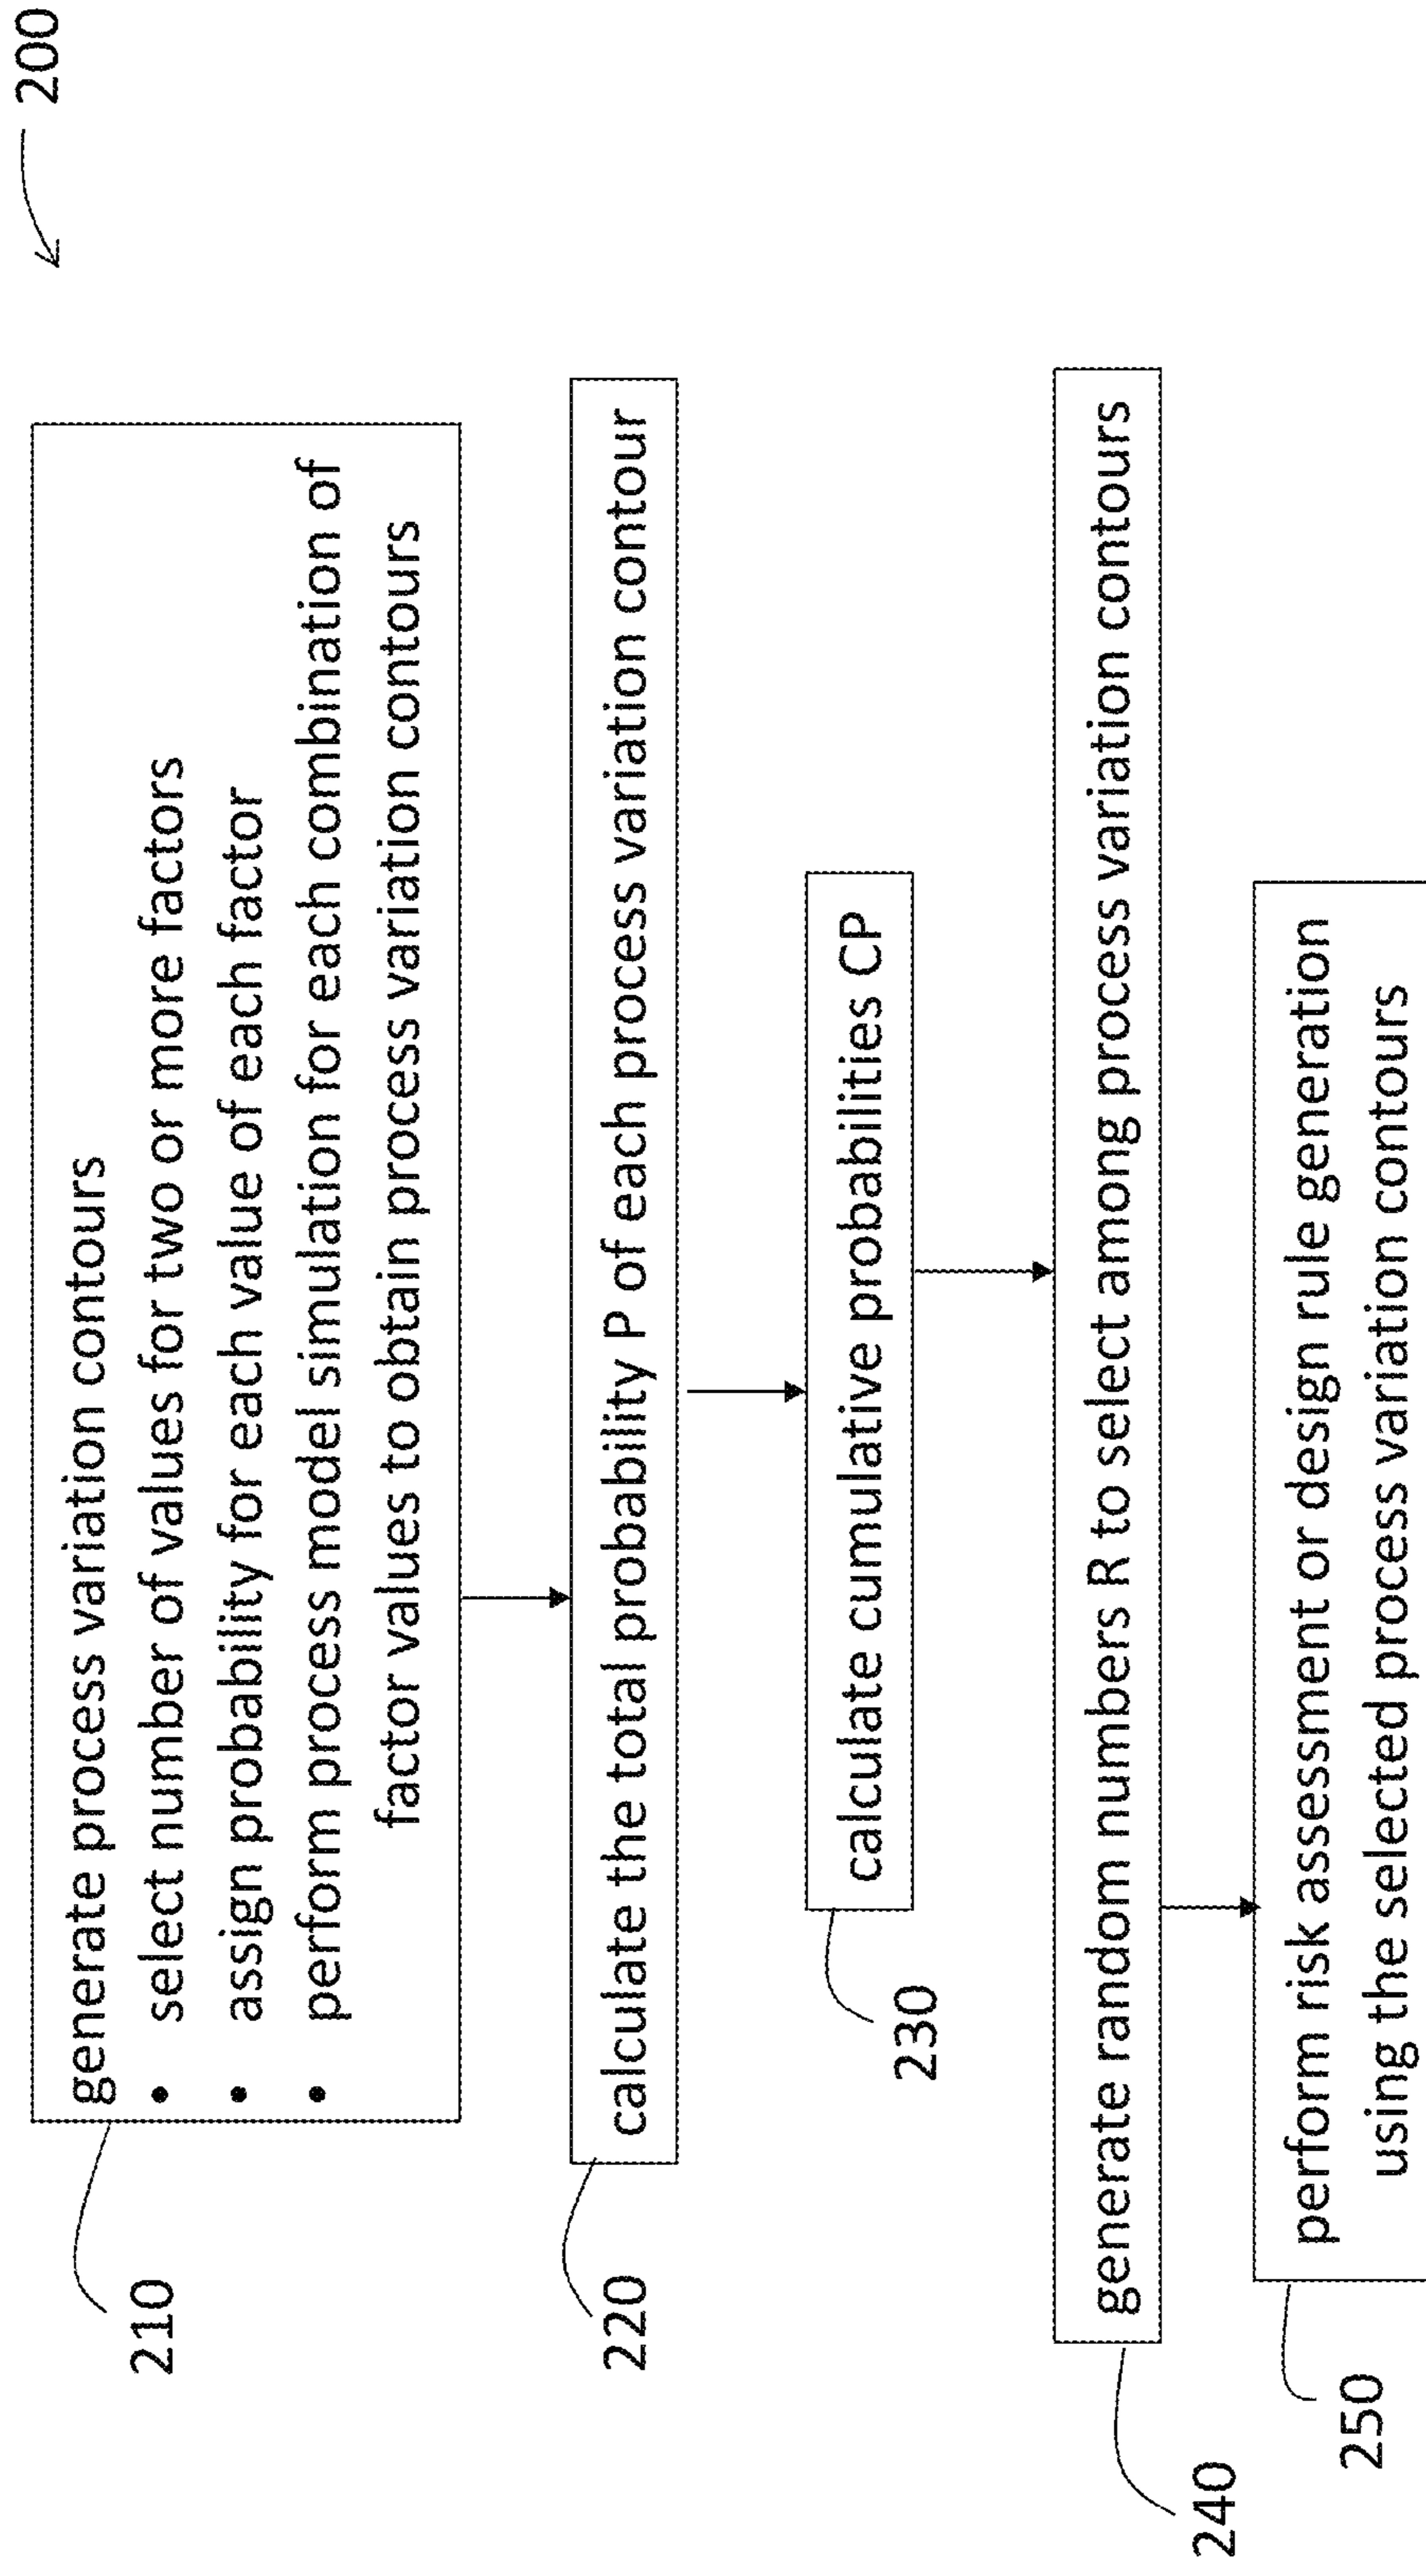 200
210
generate process variation contours
• select number of values for two or more factors
• assign probability for each value of each factor
• perform process model simulation for each combination of
factor values to obtain process variation contours
220
calculate the total probability P of each process variation contour
230
calculate cumulative probabilities CP
240
generate random numbers R to select among process variation contours
250
perform risk assessment or design rule generation
using the selected process variation contours